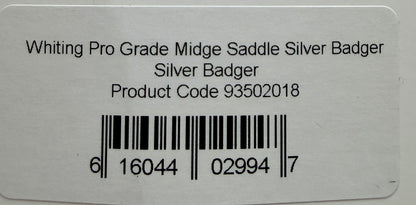 Whiting Pro Grade Midge Saddle Silver Badger
Silver Badger
Product Code 93502018
6 16044 02994 7